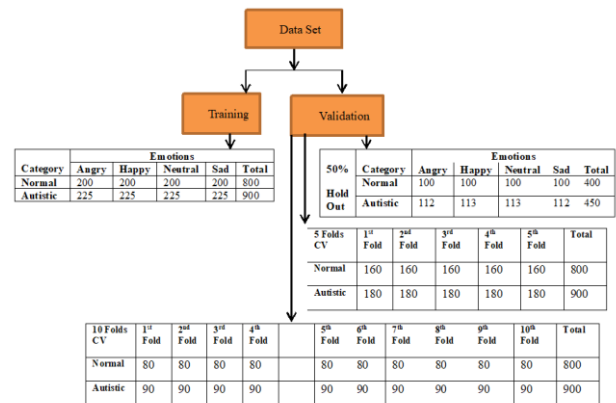 Data Set
Training
Validation
Emotions
Category Angry Happy Neutral Sad Total
Normal 200 200 200 200 800
Autistic 225 225 225 225 900
50% Hold Out
Emotions
Category Angry Happy Neutral Sad Total
Normal 100 100 100 100 400
Autistic 112 113 113 112 450
5 Folds CV 1st Fold 2nd Fold 3rd Fold 4th Fold 5th Fold Total
Normal 160 160 160 160 160 800
Autistic 180 180 180 180 180 900
10 Folds CV 1st Fold 2nd Fold 3rd Fold 4th Fold 5th Fold 6th Fold 7th Fold 8th Fold 9th Fold 10th Fold Total
Normal 80 80 80 80 80 80 80 80 80 80 800
Autistic 90 90 90 90 90 90 90 90 90 90 900